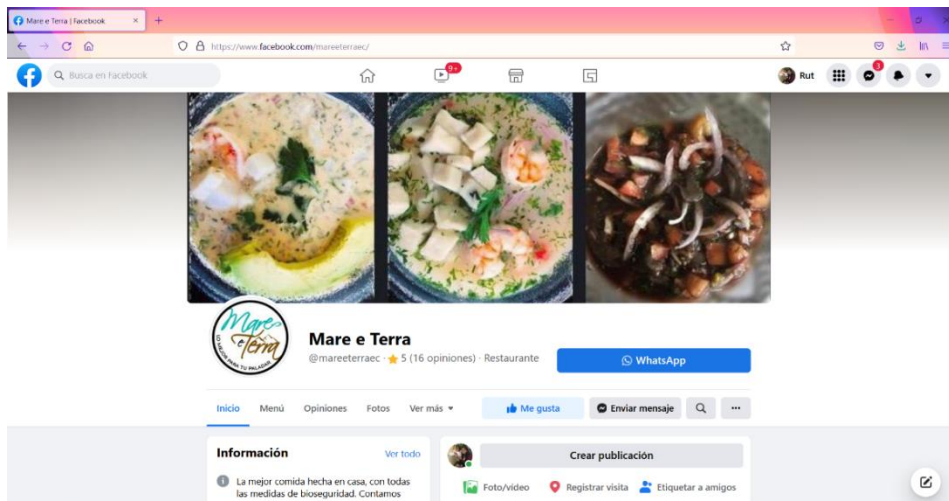 Mare e Terra | Facebook
https://www.facebook.com/mareeterraec/
Busca en Facebook
9+
Rut
3
Mare
e Terra
LO MEJOR PARA TU PALADAR
Mare e Terra
@mareeterraec · 5 (16 opiniones) · Restaurante
WhatsApp
Inicio Menú Opiniones Fotos Ver más
Me gusta
Enviar mensaje
Información
Ver todo
La mejor comida hecha en casa, con todas
las medidas de bioseguridad. Contamos
Crear publicación
Foto/vídeo
Registrar visita
Etiquetar a amigos